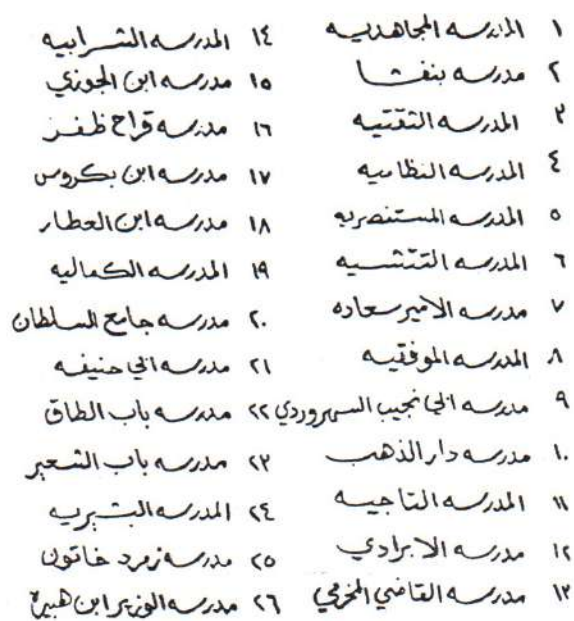 ١ المدرسه المجاهديه
٢ مدرسه بنفشا
٣ المدرسه الثقتيه
٤ المدرسه النظاميه
٥ المدرسه المستنصريه
٦ المدرسه التتشسيه
٧ مدرسه الامير سعاده
٨ المدرسه الموفقيه
٩ مدرسه ابي نجيب السهروردي
١٠ مدرسه دار الذهب
١١ المدرسه التاجيه
١٢ مدرسه الابرادي
١٣ مدرسه القاضي المخرمي
١٤ المدرسه الشرابيه
١٥ مدرسه ابن الجوزي
١٦ مدرسه قراح ظفر
١٧ مدرسه ابن بكروس
١٨ مدرسه ابن العطار
١٩ المدرسه الكماليه
٢٠ مدرسه جامع السلطان
٢١ مدرسه ابي حنيفه
٢٢ مدرسه باب الطاق
٢٣ مدرسه باب الشعير
٢٤ المدرسه البشيريه
٢٥ مدرسة زمرد خاتون
٢٦ مدرسه الوزير ابن هبيرة